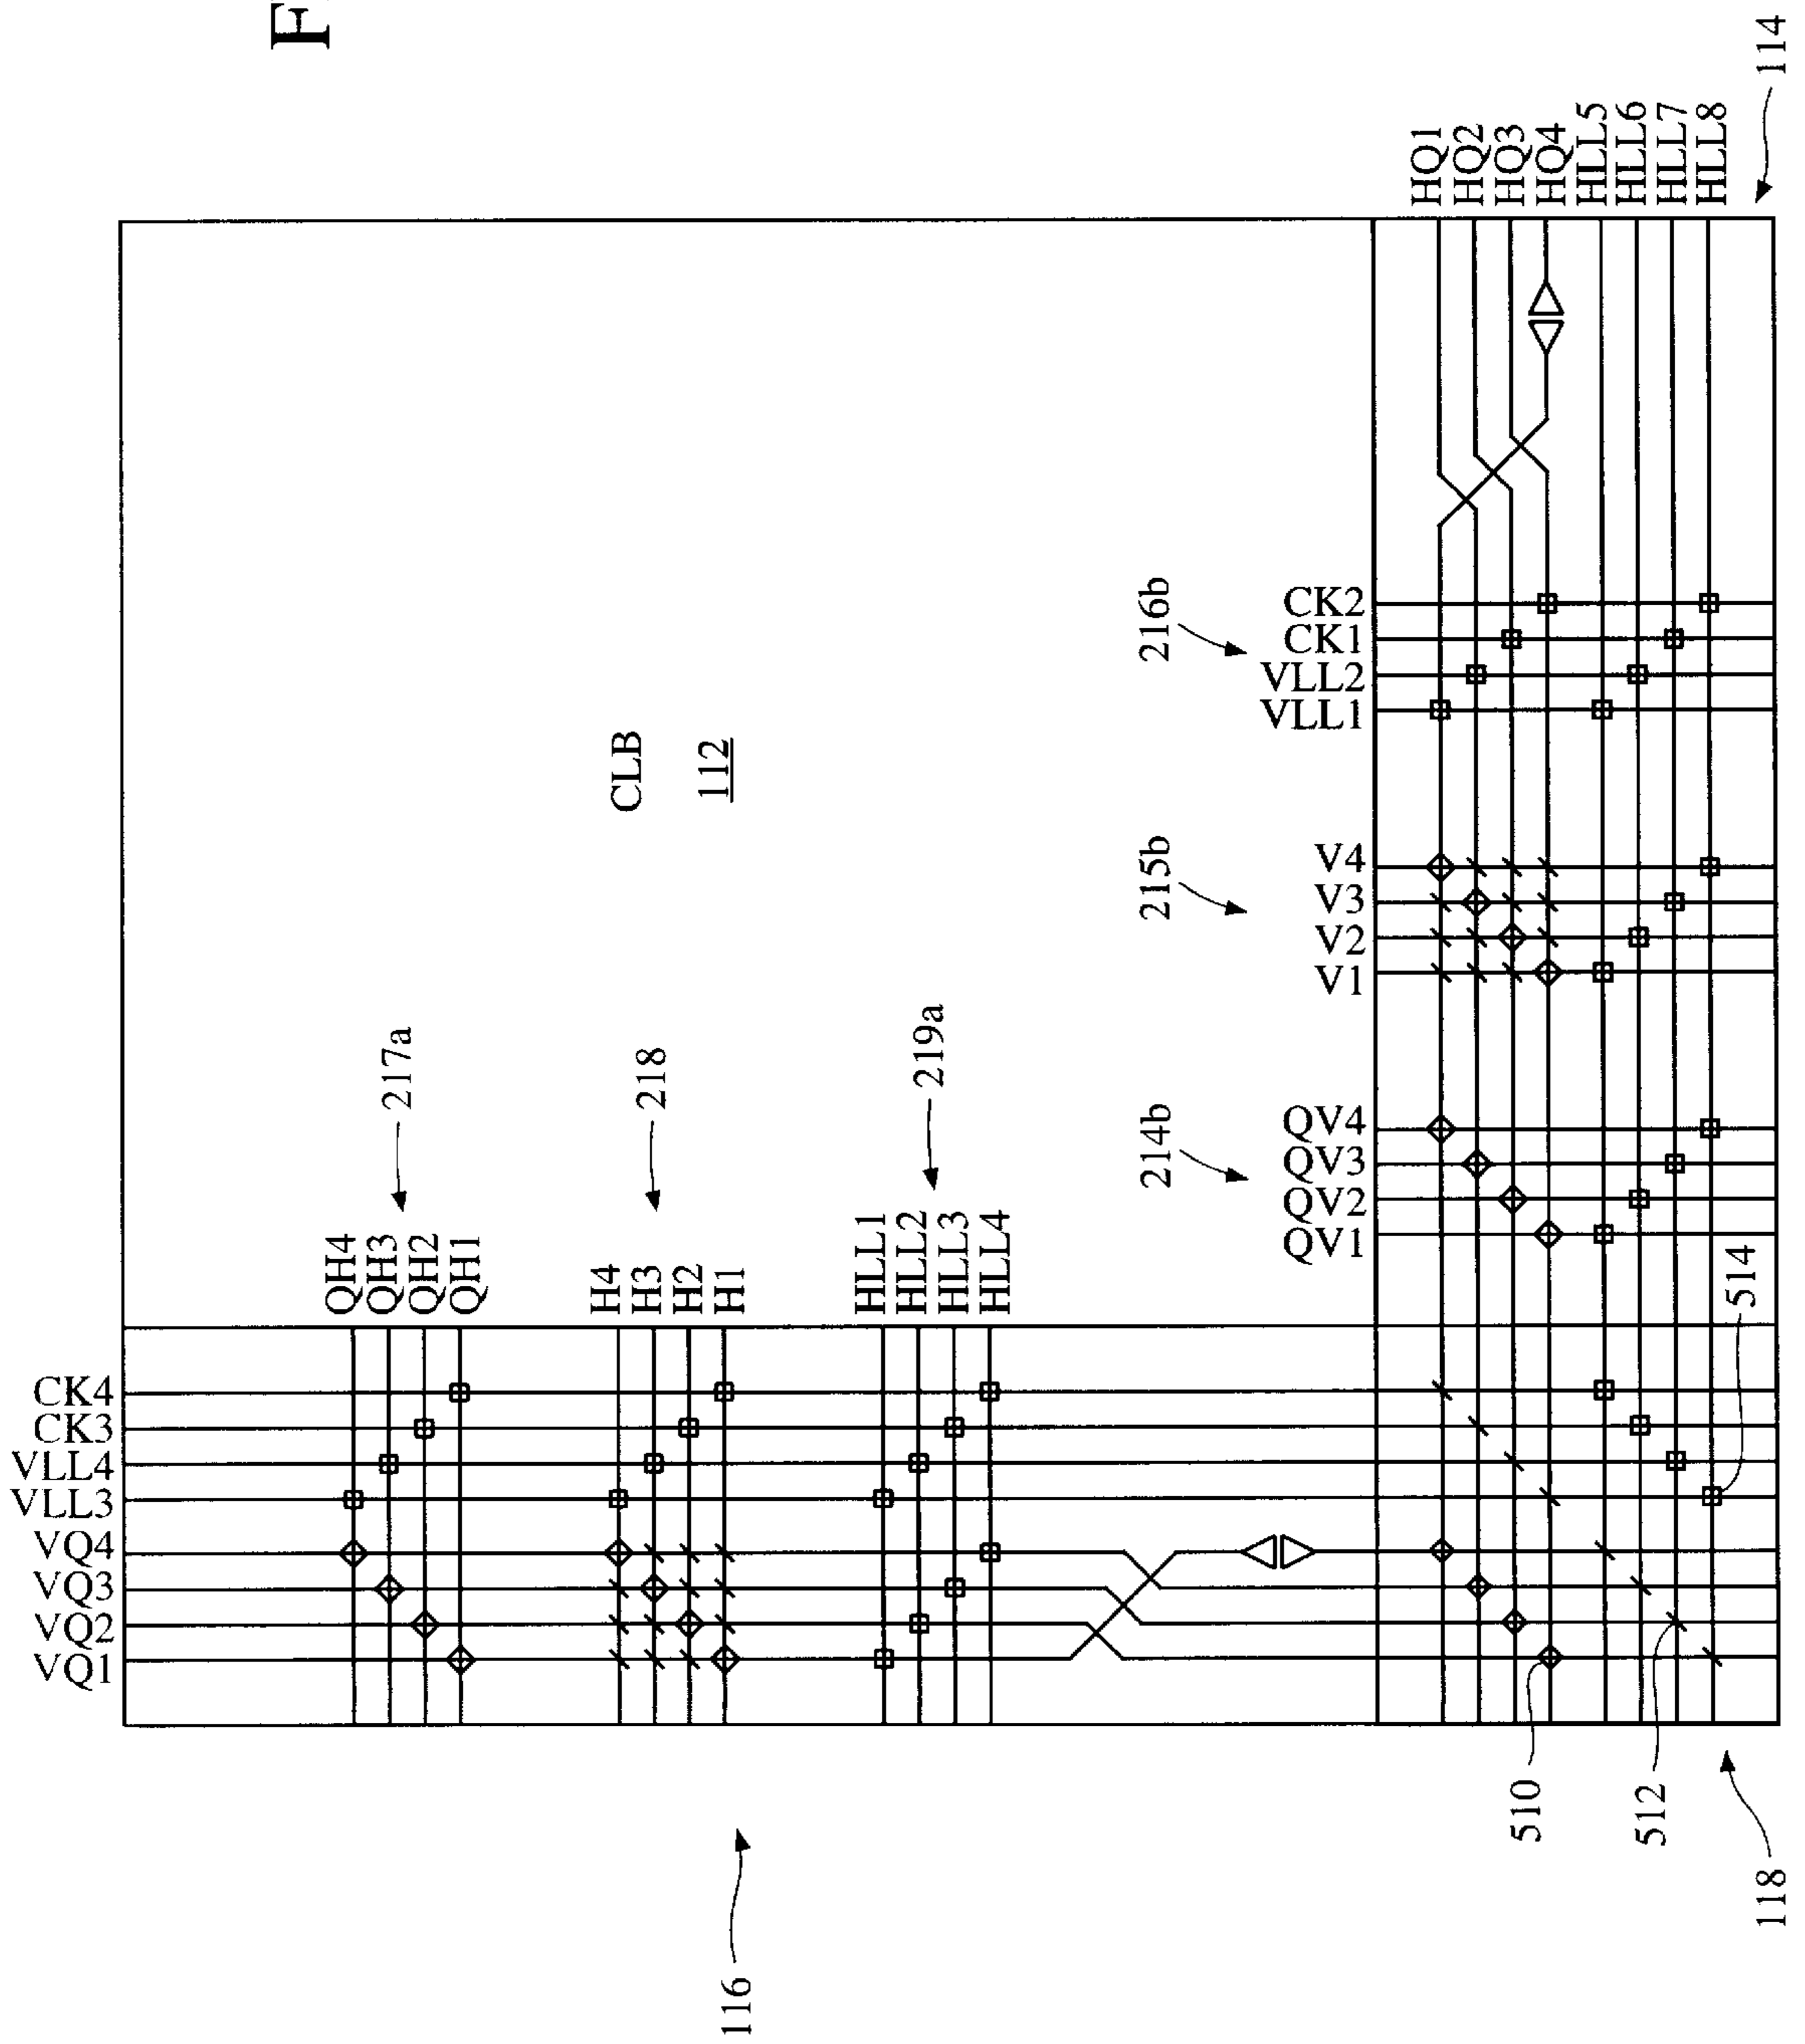 F
CK4
CK3
VLL4
VLL3
VQ4
VQ3
VQ2
VQ1
QH4
QH3
QH2
QH1
217a
H4
H3
H2
H1
218
HLL1
HLL2
HLL3
HLL4
219a
CLB
112
QV4
QV3
QV2
QV1
214b
V4
V3
V2
V1
215b
CK2
CK1
VLL2
VLL1
216b
HQ1
HQ2
HQ3
HQ4
HLL5
HLL6
HLL7
HLL8
114
514
510
512
118
116